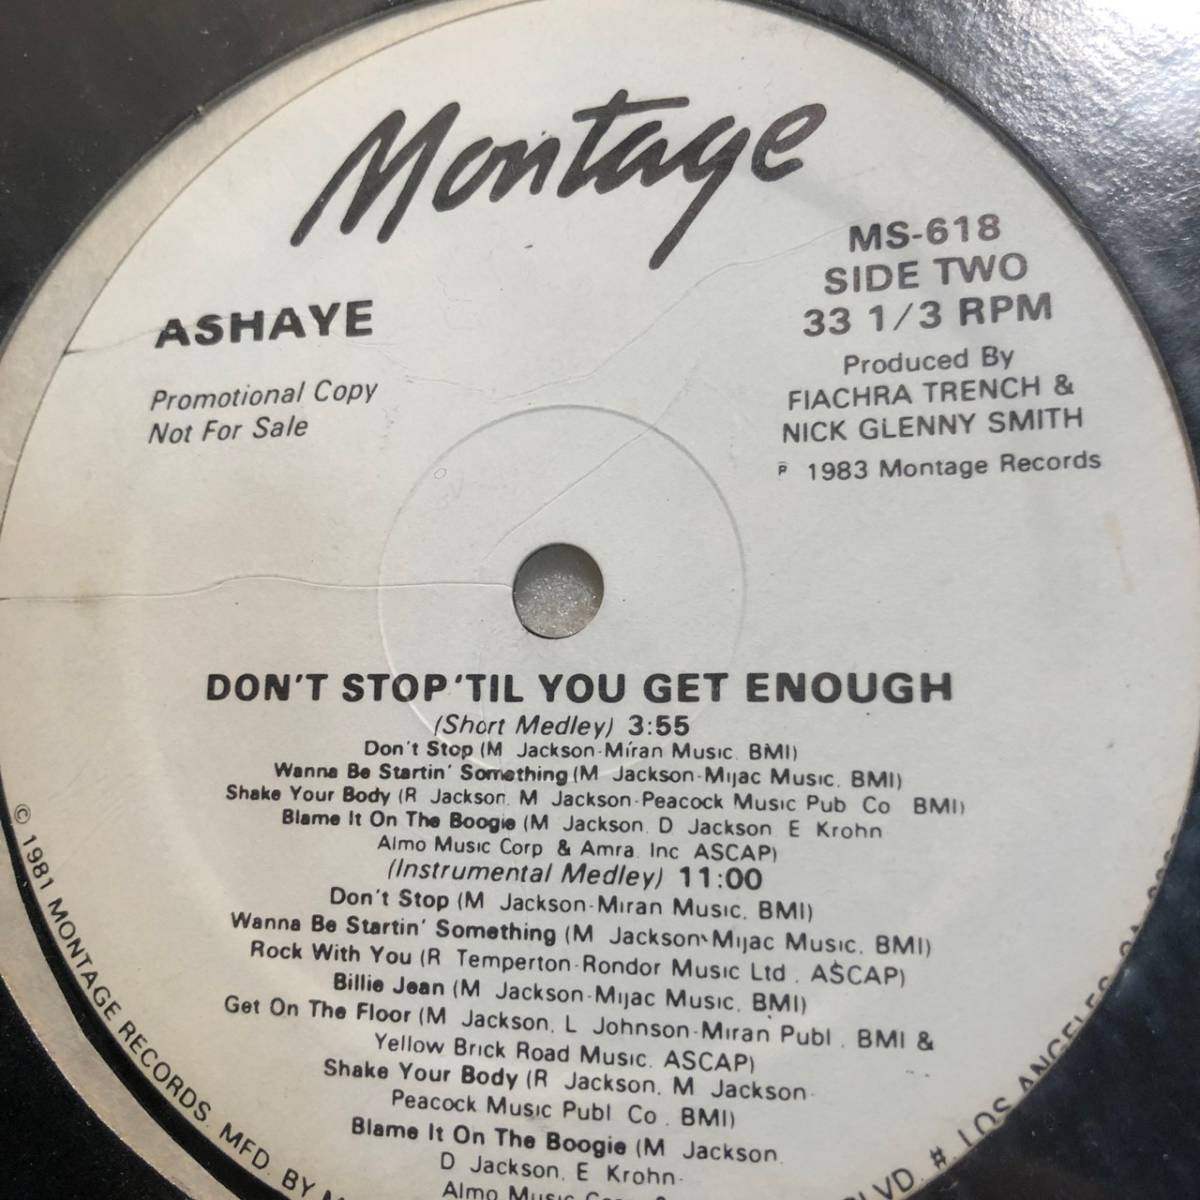 Montage
MS-618
SIDE TWO
33 1/3 RPM
ASHAYE
Promotional Copy
Not For Sale
Produced By
FIACHRA TRENCH &
NICK GLENNY SMITH
℗ 1983 Montage Records
DON'T STOP 'TIL YOU GET ENOUGH
(Short Medley) 3:55
Don't Stop (M Jackson-Miran Music, BMI)
Wanna Be Startin' Something (M Jackson-Mijac Music, BMI)
Shake Your Body (R Jackson, M Jackson-Peacock Music Pub Co BMI)
Blame It On The Boogie (M Jackson, D Jackson E Krohn
Almo Music Corp & Amra, Inc ASCAP)
(Instrumental Medley) 11:00
Don't Stop (M Jackson-Miran Music, BMI)
Wanna Be Startin' Something (M Jackson-Mijac Music, BMI)
Rock With You (R Temperton-Rondor Music Ltd, ASCAP)
Billie Jean (M Jackson-Mijac Music, BMI)
Get On The Floor (M Jackson, L Johnson-Miran Publ, BMI &
Yellow Brick Road Music, ASCAP)
Shake Your Body (R Jackson, M Jackson-
Peacock Music Publ Co, BMI)
Blame It On The Boogie (M Jackson,
D Jackson, E Krohn-
Almo Music
© 1981 MONTAGE RECORDS, MFD. BY
BLVD. #, LOS ANGELES